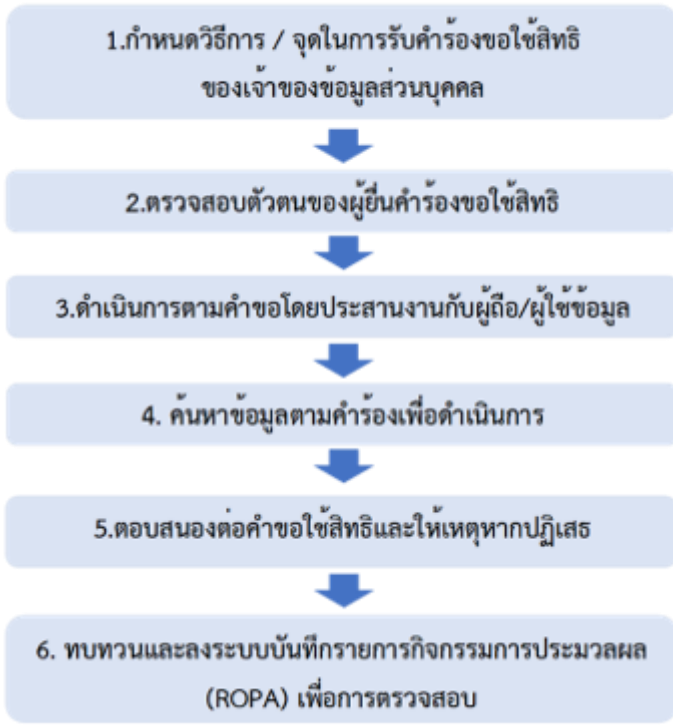 1.กำหนดวิธีการ / จุดในการรับคำร้องขอใช้สิทธิ
ของเจ้าของข้อมูลส่วนบุคคล
2.ตรวจสอบตัวตนของผู้ยื่นคำร้องขอใช้สิทธิ
3.ดำเนินการตามคำขอโดยประสานงานกับผู้ถือ/ผู้ใช้ข้อมูล
4. ค้นหาข้อมูลตามคำร้องเพื่อดำเนินการ
5.ตอบสนองต่อคำขอใช้สิทธิและให้เหตุหากปฏิเสธ
6. ทบทวนและลงระบบบันทึกรายการกิจกรรมการประมวลผล
(ROPA) เพื่อการตรวจสอบ